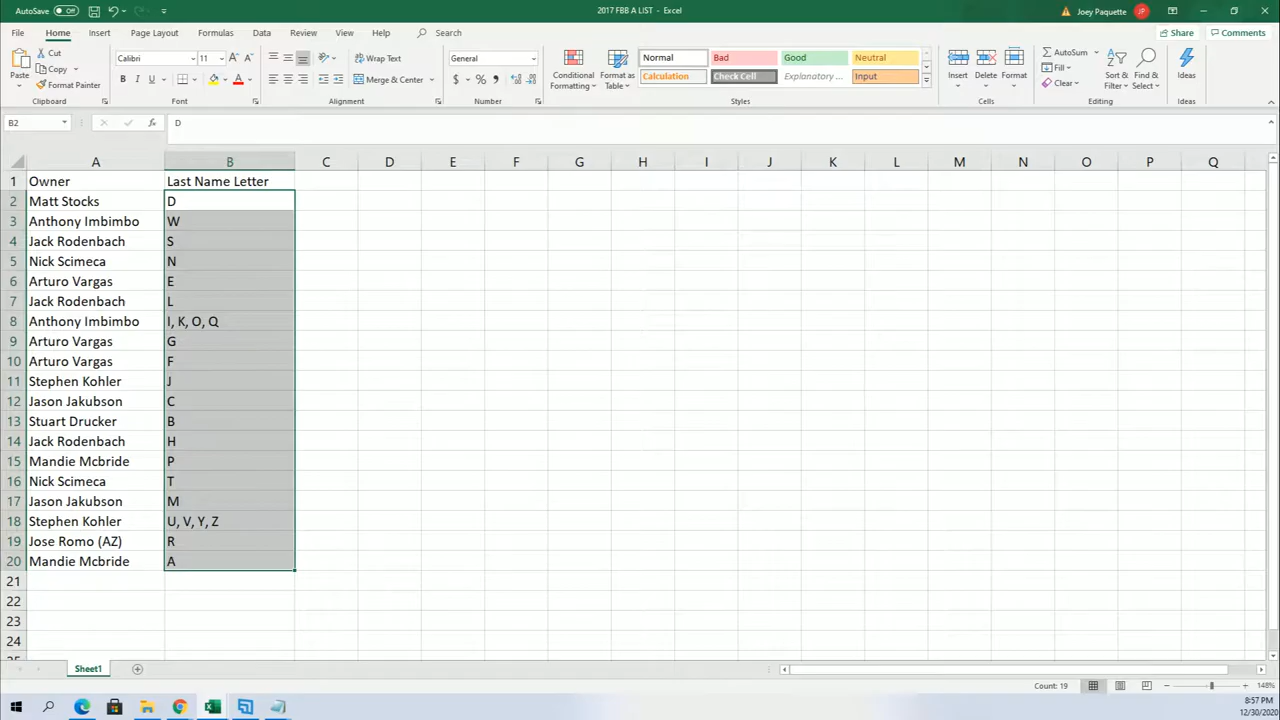 AutoSave Off 2017 FBB A LIST - Excel Joey Paquette JP
File Home Insert Page Layout Formulas Data Review View Help Search Share Comments
Paste Cut Copy Format Painter Clipboard
Calibri 11 B I U Font
Wrap Text Merge & Center Alignment
General $ % Number
Conditional Formatting Format as Table
Normal Bad Good Neutral
Calculation Check Cell Explanatory ... Input
Styles
Insert Delete Format Cells
AutoSum Fill Clear Sort & Filter Find & Select Editing
Ideas Ideas
B2 fx D
A B C D E F G H I J K L M N O P Q
1 Owner Last Name Letter
2 Matt Stocks D
3 Anthony Imbimbo W
4 Jack Rodenbach S
5 Nick Scimeca N
6 Arturo Vargas E
7 Jack Rodenbach L
8 Anthony Imbimbo I, K, O, Q
9 Arturo Vargas G
10 Arturo Vargas F
11 Stephen Kohler J
12 Jason Jakubson C
13 Stuart Drucker B
14 Jack Rodenbach H
15 Mandie Mcbride P
16 Nick Scimeca T
17 Jason Jakubson M
18 Stephen Kohler U, V, Y, Z
19 Jose Romo (AZ) R
20 Mandie Mcbride A
21
22
23
24
Sheet1
Count: 19 148%
8:57 PM
12/30/2020